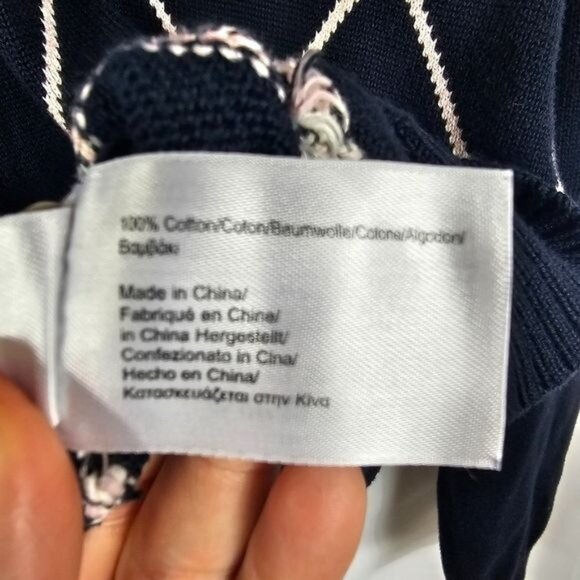 100% Cotton/Coton/Baumwolle/Cotone/Algodon/
Βαμβάκι
Made in China/
Fabriqué en Chine/
in China Hergestellt/
Confezionato in Cina/
Hecho en China/
Κατασκευάζεται στην Κίνα